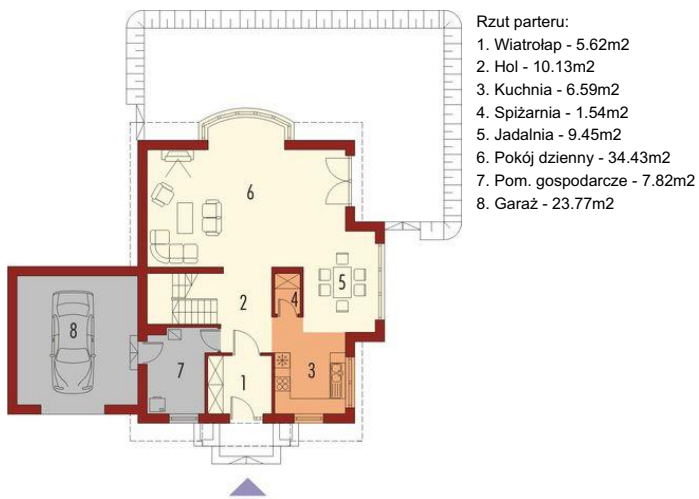 Rzut parteru:
1. Wiatrołap - 5.62m2
2. Hol - 10.13m2
3. Kuchnia - 6.59m2
4. Spiżarnia - 1.54m2
5. Jadalnia - 9.45m2
6. Pokój dzienny - 34.43m2
7. Pom. gospodarcze - 7.82m2
8. Garaż - 23.77m2
6
5
4
2
8
7
1
3